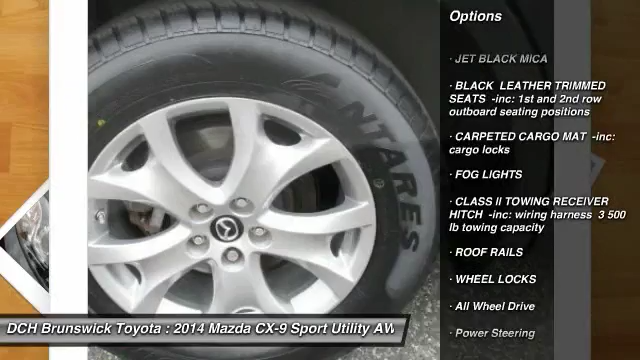 Options
· JET BLACK MICA
· BLACK LEATHER TRIMMED
SEATS -inc: 1st and 2nd row
outboard seating positions
· CARPETED CARGO MAT -inc:
cargo locks
· FOG LIGHTS
· CLASS II TOWING RECEIVER
HITCH -inc: wiring harness 3 500
lb towing capacity
· ROOF RAILS
· WHEEL LOCKS
· All Wheel Drive
· Power Steering
ANTARES
DCH Brunswick Toyota : 2014 Mazda CX-9 Sport Utility AW